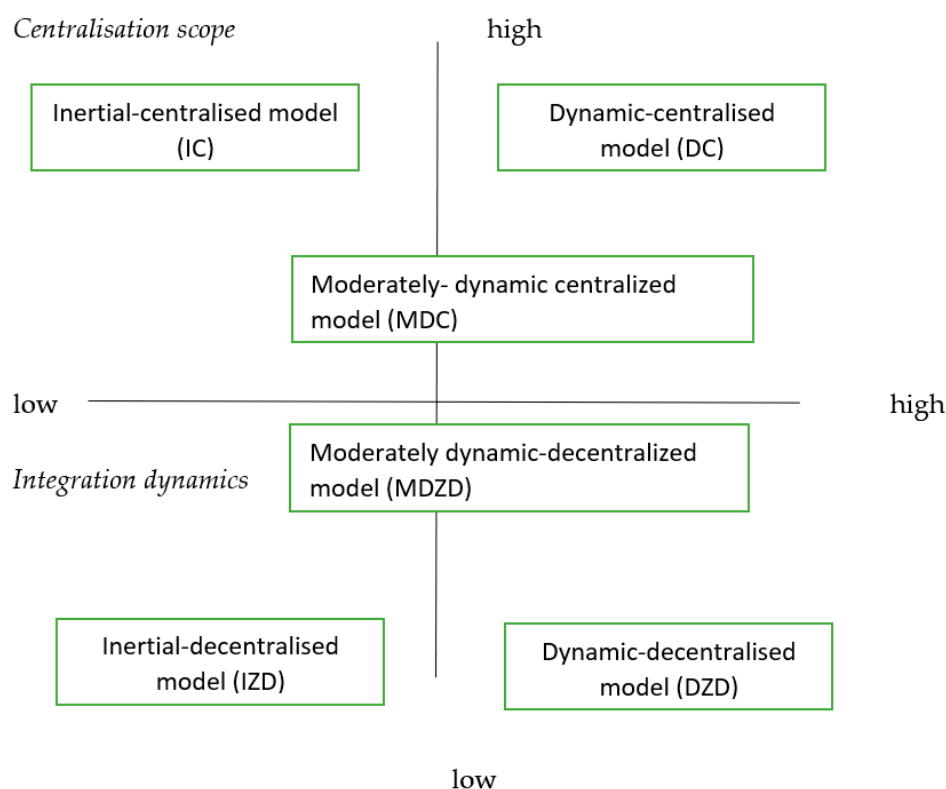 Centralisation scope
high
Inertial-centralised model
(IC)
Dynamic-centralised
model (DC)
Moderately- dynamic centralized
model (MDC)
low
high
Moderately dynamic-decentralized
model (MDZD)
Integration dynamics
Inertial-decentralised
model (IZD)
Dynamic-decentralised
model (DZD)
low